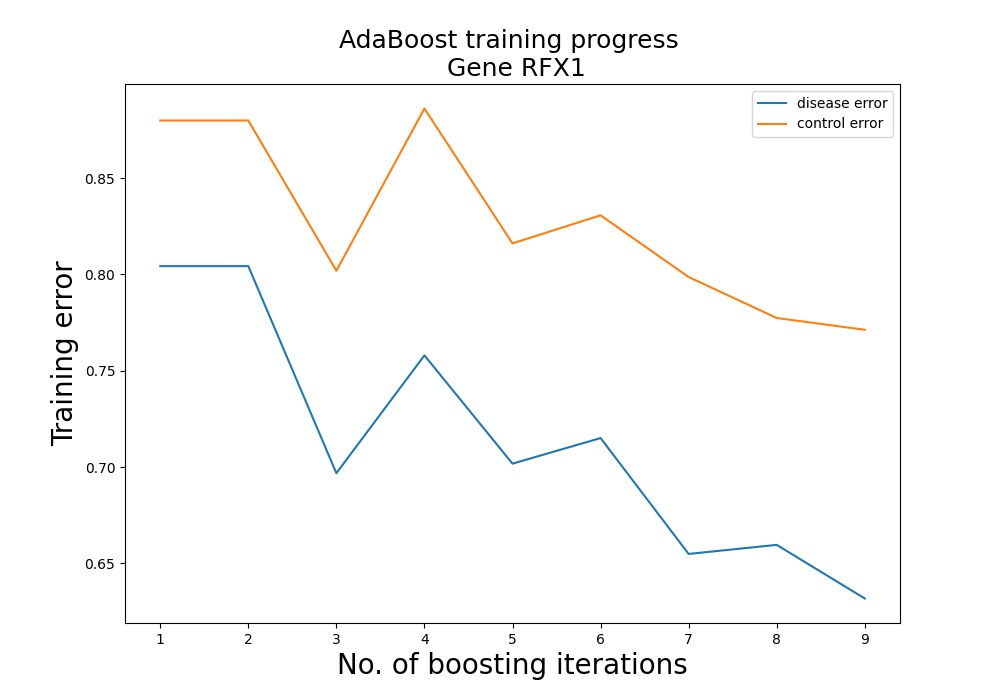 AdaBoost training progress
Gene RFX1
disease error
control error
Training error
0.85
0.80
0.75
0.70
0.65
1 2 3 4 5 6 7 8 9
No. of boosting iterations